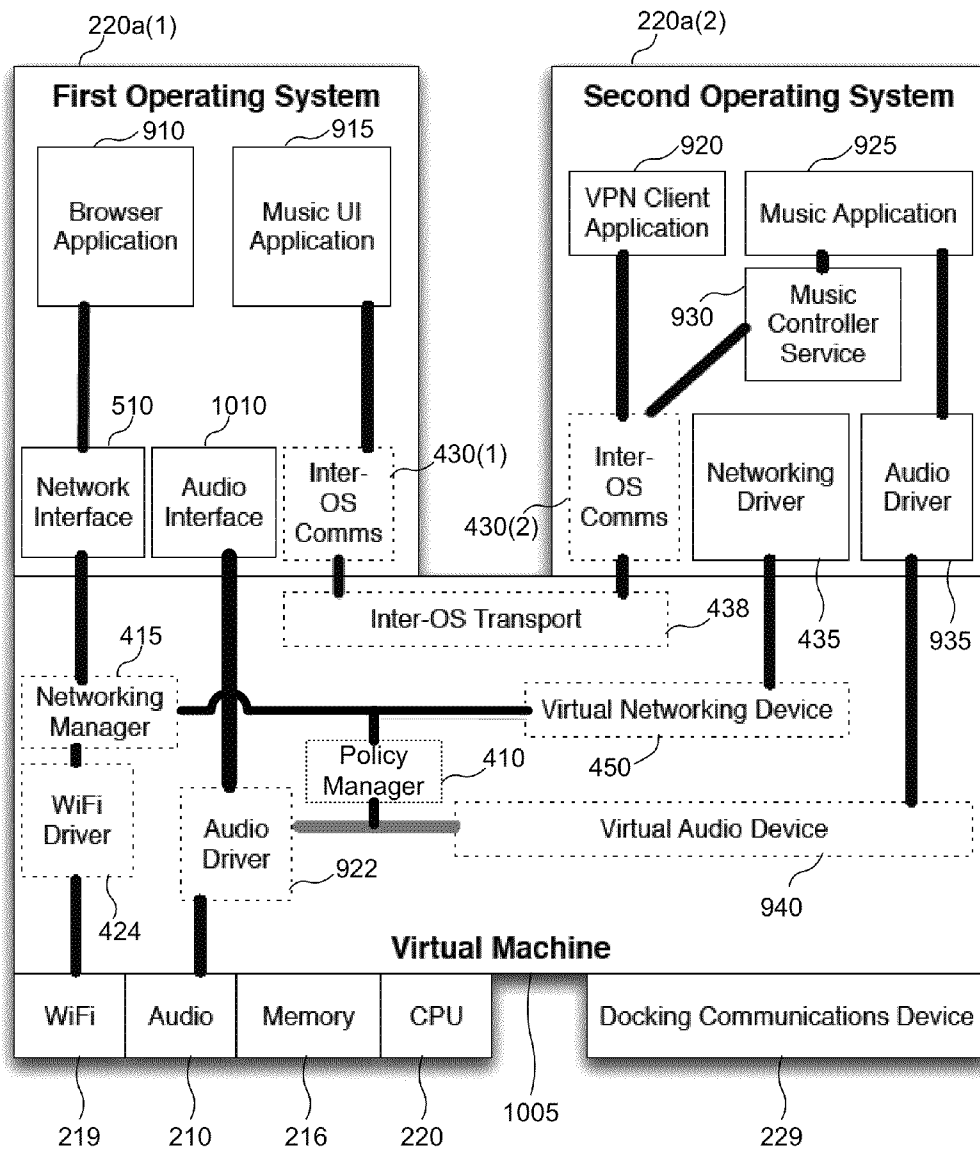 220a(1)
220a(2)
First Operating System
Second Operating System
910
915
920
925
Browser
Application
Music UI
Application
VPN Client
Application
Music Application
930
Music
Controller
Service
510
1010
430(1)
Network
Interface
Audio
Interface
Inter-
OS
Comms
430(2)
Inter-
OS
Comms
Networking
Driver
Audio
Driver
Inter-OS Transport
438
435
935
415
Networking
Manager
Virtual Networking Device
450
Policy
Manager
410
WiFi
Driver
Audio
Driver
Virtual Audio Device
922
424
940
Virtual Machine
WiFi
Audio
Memory
CPU
Docking Communications Device
219
210
216
220
1005
229